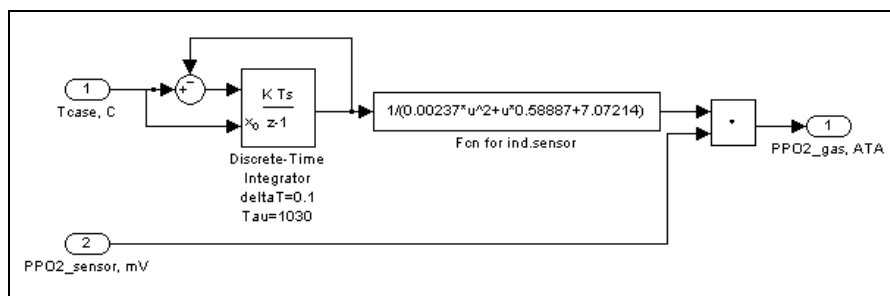 1
Tcase, C
+
−
K Ts
z-1
x0
Discrete-Time
Integrator
deltaT=0.1
Tau=1030
1/(0.00237*u^2+u*0.58887+7.07214)
Fcn for ind.sensor
1
PPO2_gas, ATA
2
PPO2_sensor, mV